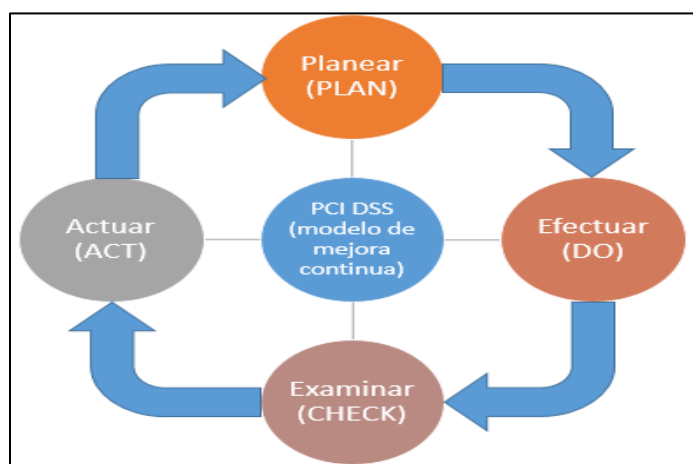 Planear
(PLAN)
Actuar
(ACT)
PCI DSS
(modelo de
mejora
continua)
Efectuar
(DO)
Examinar
(CHECK)